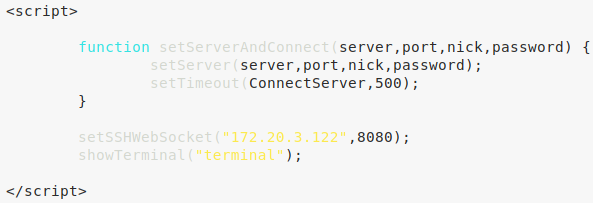 <script>
function setServerAndConnect(server,port,nick,password) {
setServer(server,port,nick,password);
setTimeout(ConnectServer,500);
}
setSSHWebSocket("172.20.3.122",8080);
showTerminal("terminal");
</script>